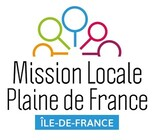 Mission Locale
Plaine de France
ÎLE-DE-FRANCE